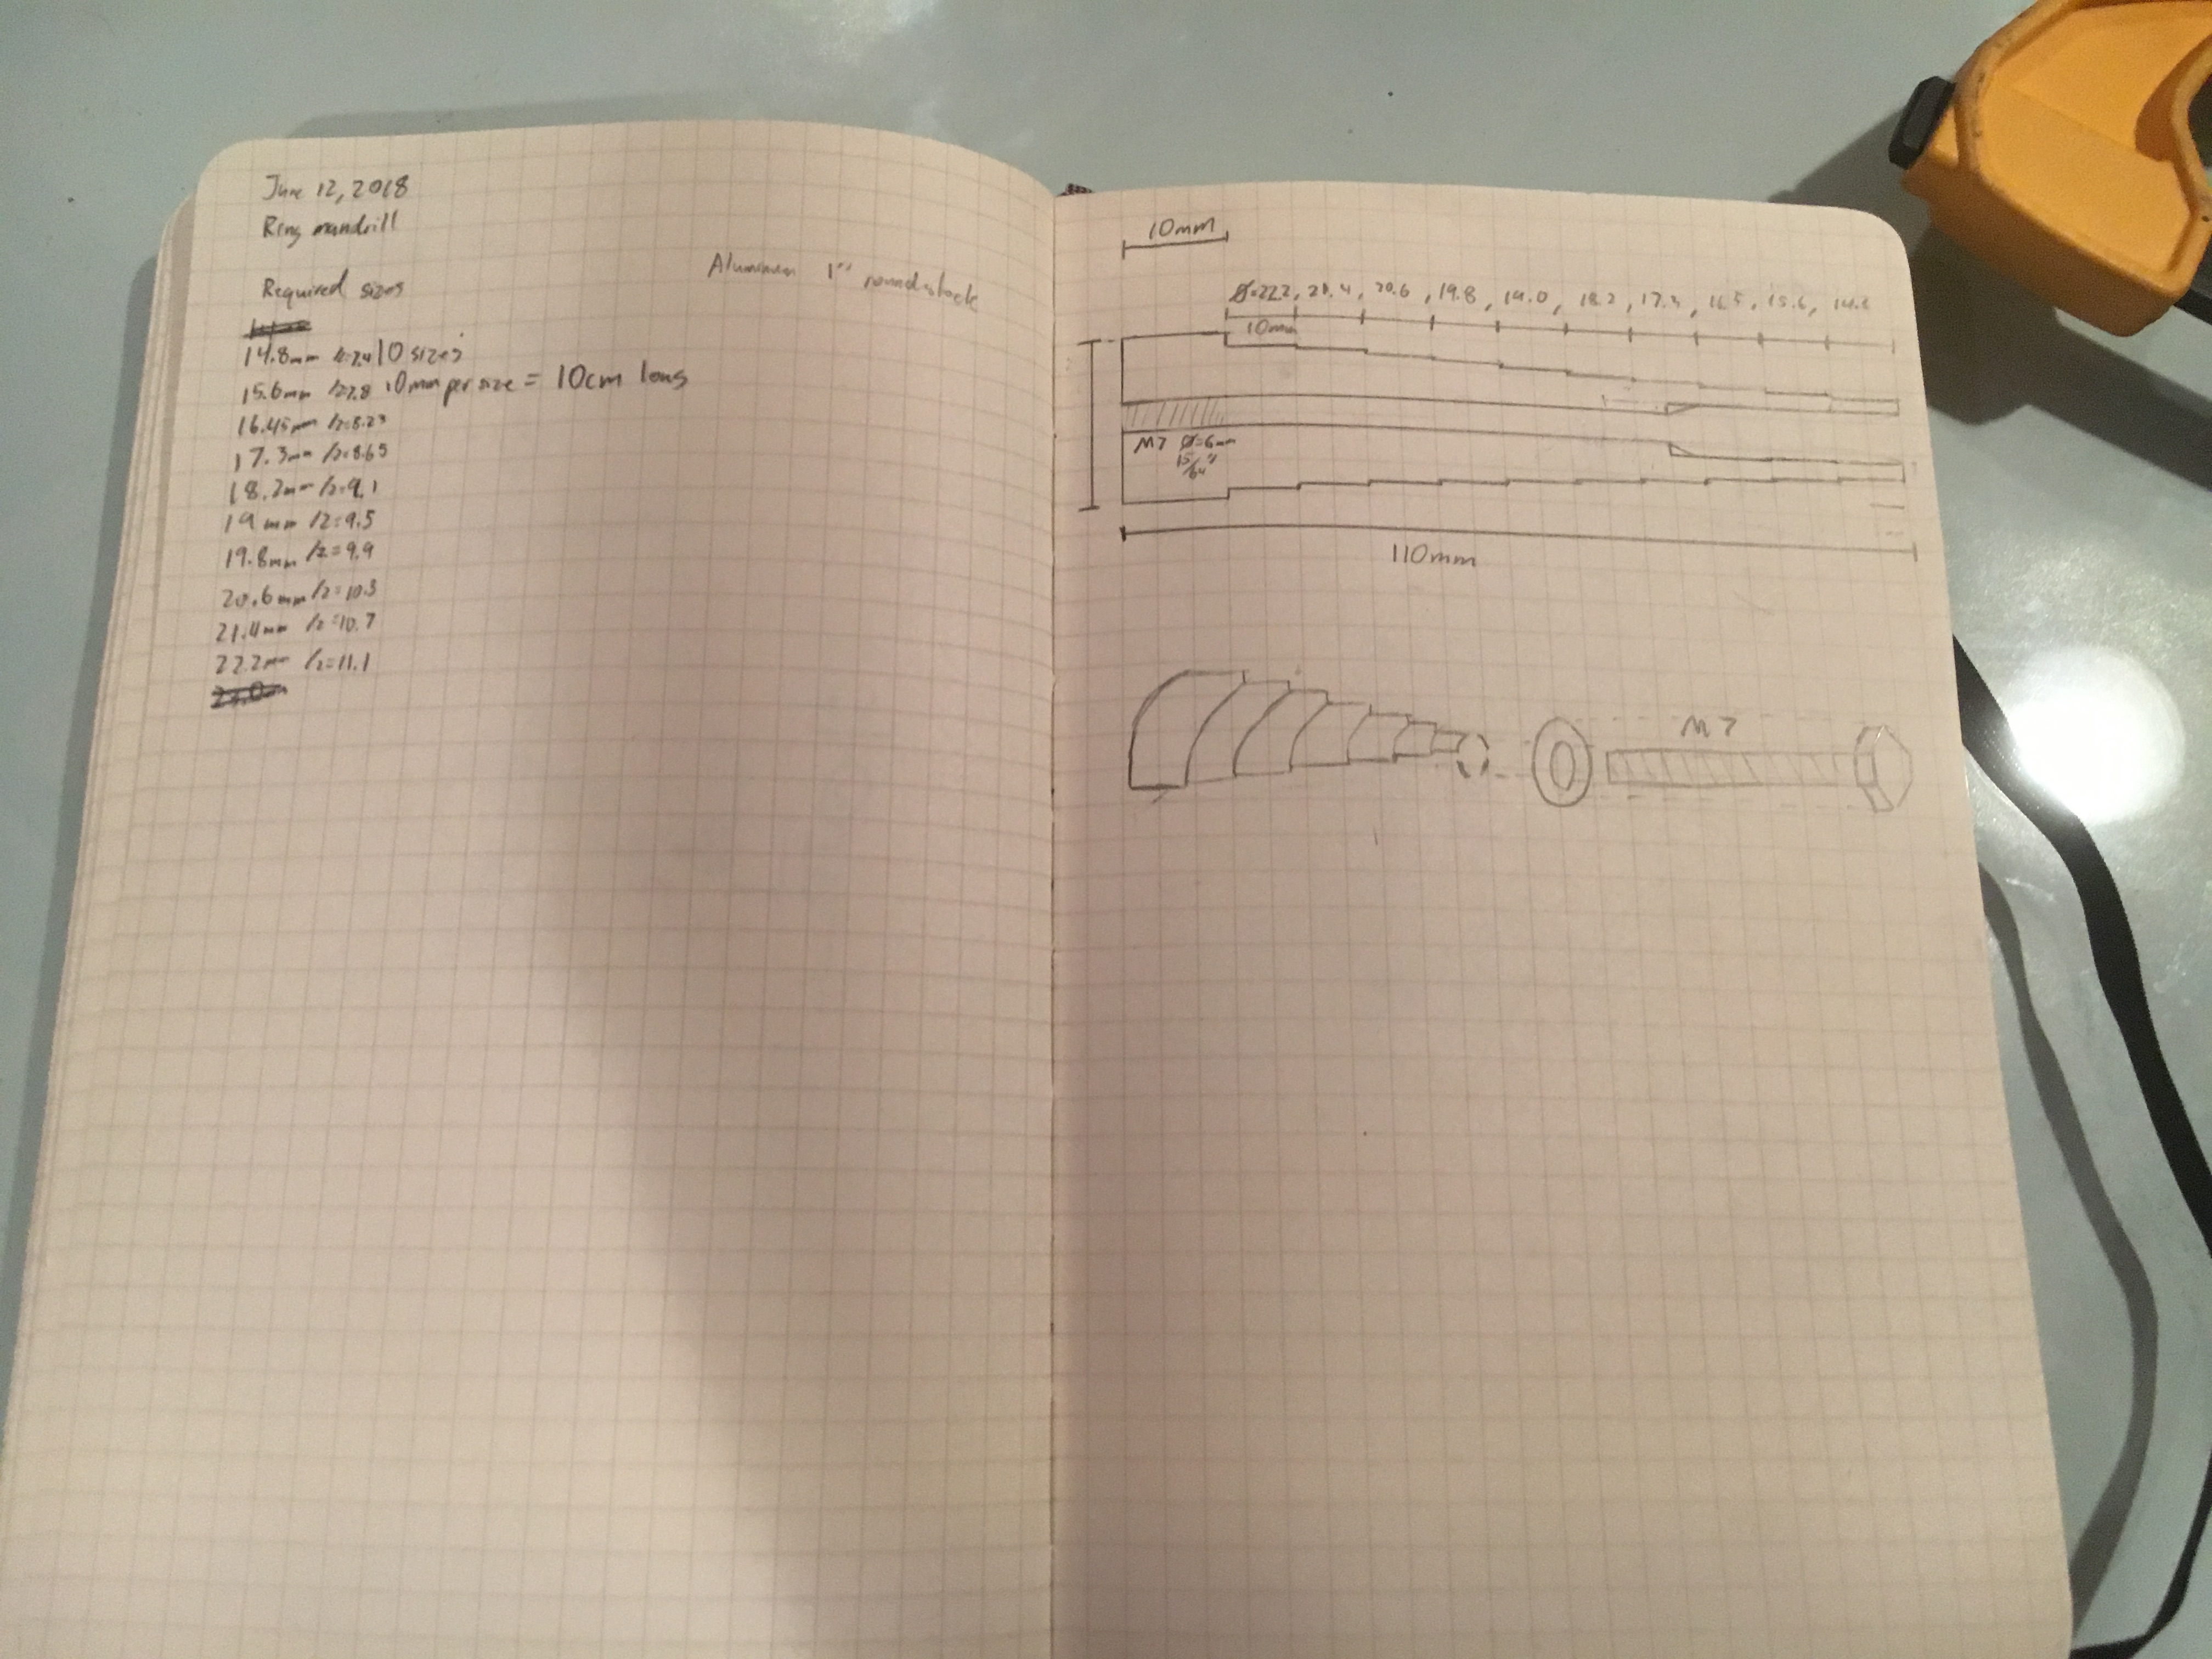 June 12, 2018
Ring mandrill
Aluminum 1" round stock
Required sizes
14.8mm /2=7.4 10 sizes
15.6mm /2=7.8 10mm per size = 10cm long
16.45mm /2=8.23
17.3mm /2=8.65
18.2mm /2=9.1
19mm /2=9.5
19.8mm /2=9.9
20.6mm /2=10.3
21.4mm /2=10.7
22.2mm /2=11.1
10mm
Ø=22.2, 21.4, 20.6, 19.8, 19.0, 18.2, 17.3, 16.5, 15.6, 14.8
10mm
M7 Ø=6mm
15/64"
110mm
M7